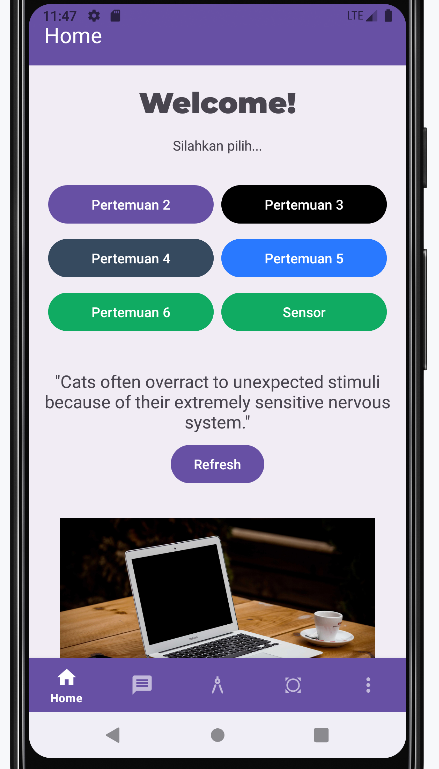 11:47 LTE
Home
Welcome!
Silahkan pilih...
Pertemuan 2 Pertemuan 3
Pertemuan 4 Pertemuan 5
Pertemuan 6 Sensor
"Cats often overract to unexpected stimuli
because of their extremely sensitive nervous
system."
Refresh
Home